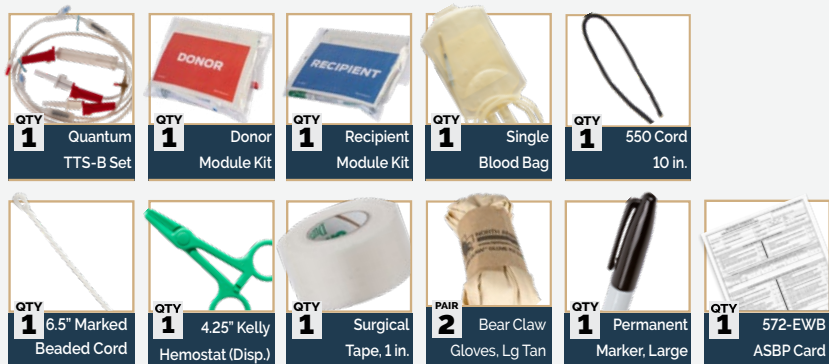 DONOR
RECIPIENT
QTY
1
Quantum
TTS-B Set
QTY
1
Donor
Module Kit
QTY
1
Recipient
Module Kit
QTY
1
Single
Blood Bag
QTY
1
550 Cord
10 in.
NORTH
QTY
1
6.5” Marked
Beaded Cord
QTY
1
4.25” Kelly
Hemostat (Disp.)
QTY
1
Surgical
Tape, 1 in.
PAIR
2
Bear Claw
Gloves, Lg Tan
QTY
1
Permanent
Marker, Large
QTY
1
572-EWB
ASBP Card